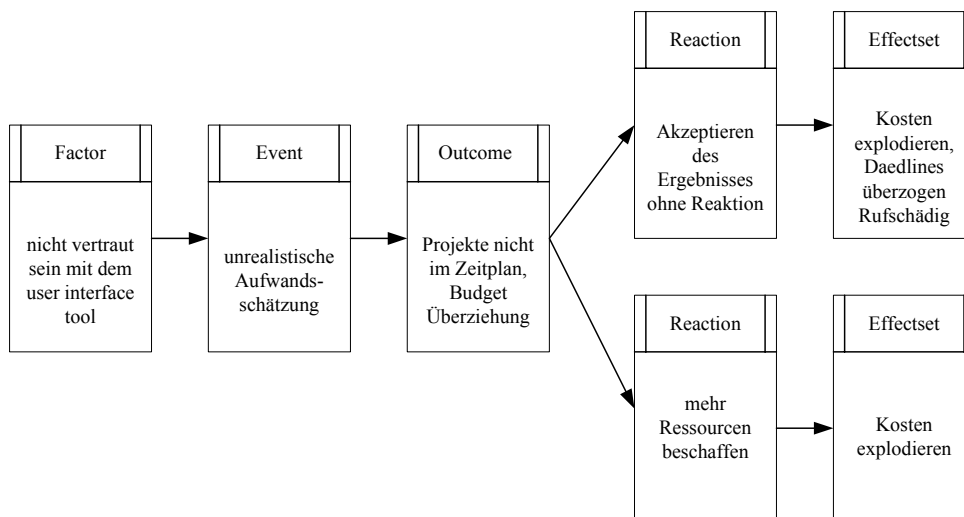 Factor
nicht vertraut
sein mit dem
user interface
tool
Event
unrealistische
Aufwands-
schätzung
Outcome
Projekte nicht
im Zeitplan,
Budget
Überziehung
Reaction
Akzeptieren
des
Ergebnisses
ohne Reaktion
Effectset
Kosten
explodieren,
Daedlines
überzogen
Rufschädig
Reaction
mehr
Ressourcen
beschaffen
Effectset
Kosten
explodieren